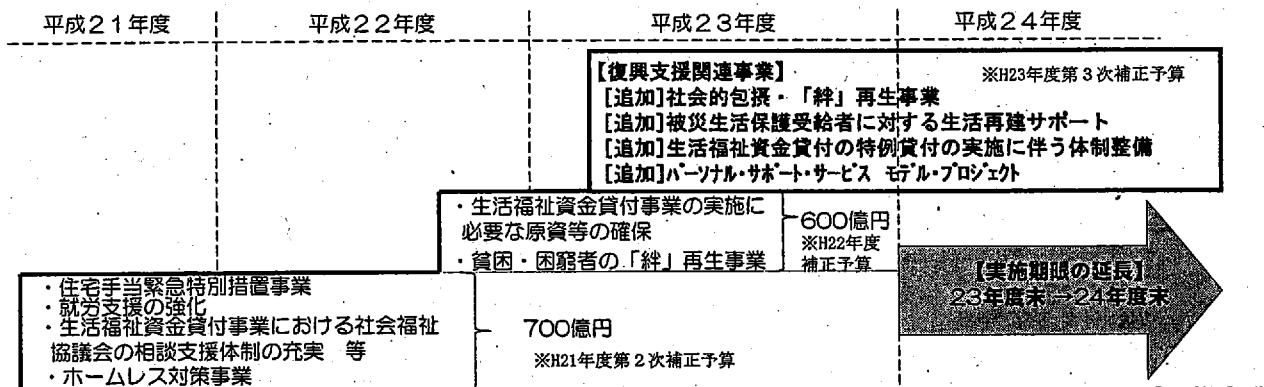 平成21年度 平成22年度 平成23年度 平成24年度
【復興支援関連事業】 ※H23年度第3次補正予算
[追加]社会的包摂・「絆」再生事業
[追加]被災生活保護受給者に対する生活再建サポート
[追加]生活福祉資金貸付の特例貸付の実施に伴う体制整備
[追加]パーソナル・サポート・サービス モデル・プロジェクト
・生活福祉資金貸付事業の実施に
必要な原資等の確保
・貧困・困窮者の「絆」再生事業
600億円
※H22年度
補正予算
【実施期限の延長】
23年度末→24年度末
・住宅手当緊急特別措置事業
・就労支援の強化
・生活福祉資金貸付事業における社会福祉
協議会の相談支援体制の充実 等
・ホームレス対策事業
700億円
※H21年度第2次補正予算